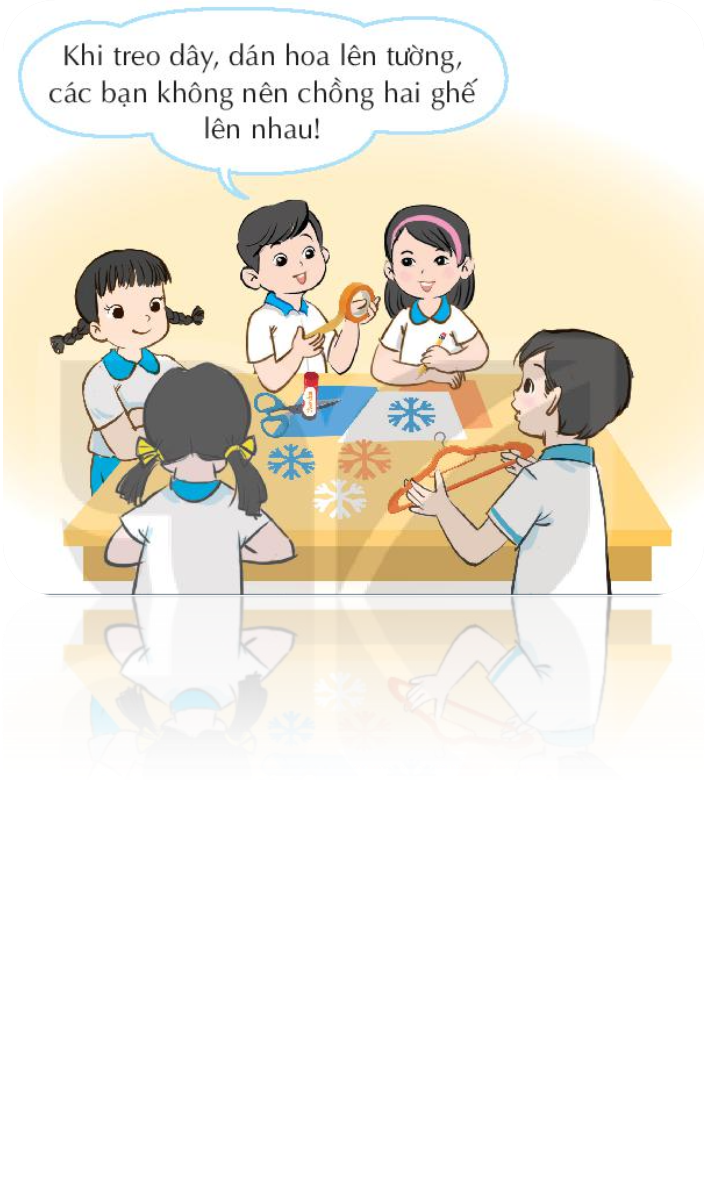 Khi treo dây, dán hoa lên tường,
các bạn không nên chồng hai ghế
lên nhau!